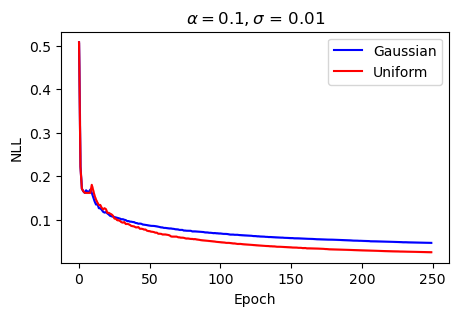 α = 0.1, σ = 0.01
Gaussian
Uniform
NLL
0.5
0.4
0.3
0.2
0.1
0 50 100 150 200 250
Epoch